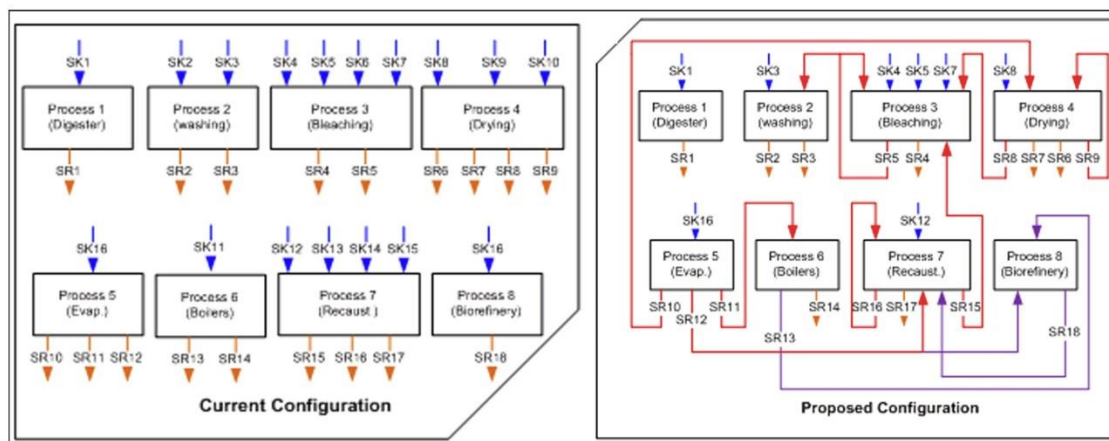 SK1 SK2 SK3 SK4 SK5 SK6 SK7 SK8 SK9 SK10
Process 1 Process 2 Process 3 Process 4
(Digester) (washing) (Bleaching) (Drying)
SR1 SR2 SR3 SR4 SR5 SR6 SR7 SR8 SR9
SK16 SK11 SK12 SK13 SK14 SK15 SK16
Process 5 Process 6 Process 7 Process 8
(Evap.) (Boilers) (Recaust.) (Biorefinery)
SR10 SR11 SR12 SR13 SR14 SR15 SR16 SR17 SR18
Current Configuration
SK1 SK3 SK4 SK5 SK7 SK8
Process 1 Process 2 Process 3 Process 4
(Digester) (washing) (Bleaching) (Drying)
SR1 SR2 SR3 SR5 SR4 SR8 SR7 SR6 SR9
SK16 SK12
Process 5 Process 6 Process 7 Process 8
(Evap.) (Boilers) (Recaust.) (Biorefinery)
SR10 SR12 SR11 SR13 SR14 SR16 SR17 SR15 SR18
Proposed Configuration